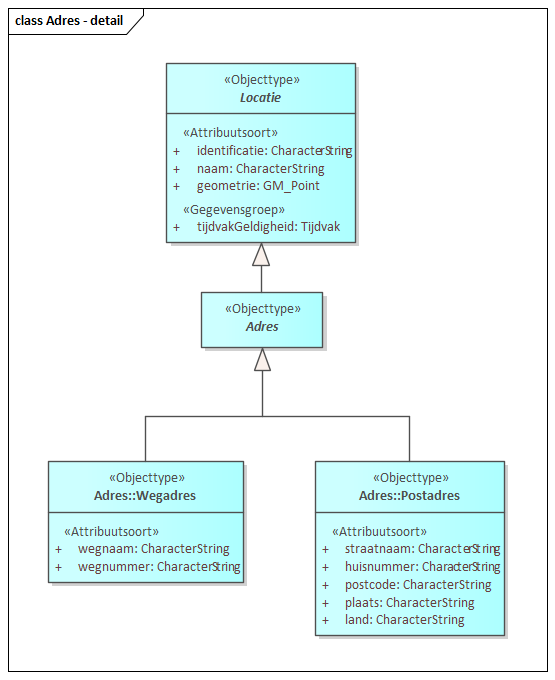 class Adres - detail
«Objecttype»
Locatie
«Attribuutsoort»
+ identificatie: CharacterString
+ naam: CharacterString
+ geometrie: GM_Point
«Gegevensgroep»
+ tijdvakGeldigheid: Tijdvak
«Objecttype»
Adres
«Objecttype»
Adres::Wegadres
«Attribuutsoort»
+ wegnaam: CharacterString
+ wegnummer: CharacterString
«Objecttype»
Adres::Postadres
«Attribuutsoort»
+ straatnaam: CharacterString
+ huisnummer: CharacterString
+ postcode: CharacterString
+ plaats: CharacterString
+ land: CharacterString